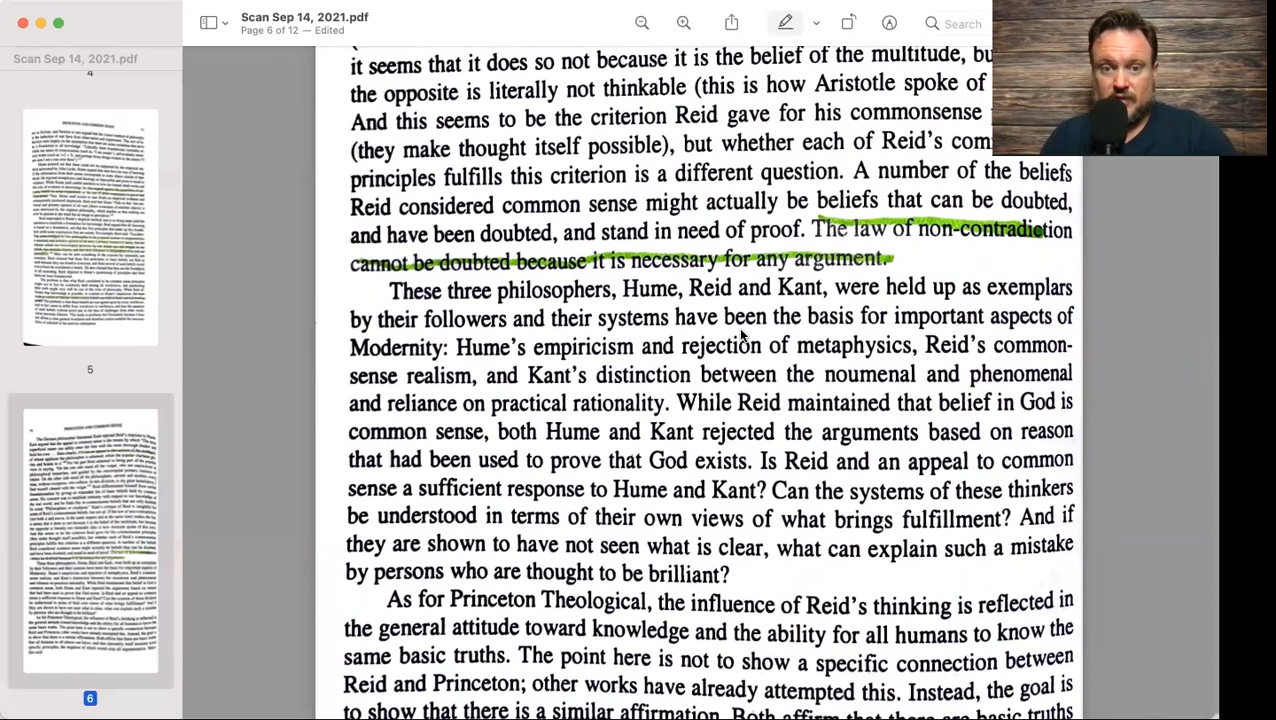 Scan Sep 14, 2021.pdf
Page 6 of 12 — Edited
Search
Scan Sep 14, 2021.pdf
4
5
6
it seems that it does so not because it is the belief of the multitude, bu
the opposite is literally not thinkable (this is how Aristotle spoke of
And this seems to be the criterion Reid gave for his commonsense
(they make thought itself possible), but whether each of Reid's com
principles fulfills this criterion is a different question. A number of the beliefs
Reid considered common sense might actually be beliefs that can be doubted,
and have been doubted, and stand in need of proof. The law of non-contradiction
cannot be doubted because it is necessary for any argument.
These three philosophers, Hume, Reid and Kant, were held up as exemplars
by their followers and their systems have been the basis for important aspects of
Modernity: Hume's empiricism and rejection of metaphysics, Reid's common-
sense realism, and Kant's distinction between the noumenal and phenomenal
and reliance on practical rationality. While Reid maintained that belief in God is
common sense, both Hume and Kant rejected the arguments based on reason
that had been used to prove that God exists. Is Reid and an appeal to common
sense a sufficient response to Hume and Kant? Can the systems of these thinkers
be understood in terms of their own views of what brings fulfilment? And if
they are shown to have not seen what is clear, what can explain such a mistake
by persons who are thought to be brilliant?
As for Princeton Theological, the influence of Reid's thinking is reflected in
the general attitude toward knowledge and the ability for all humans to know the
same basic truths. The point here is not to show a specific connection between
Reid and Princeton; other works have already attempted this. Instead, the goal is
to show that there is a similar affirmation. Both affirm that there are basic truths